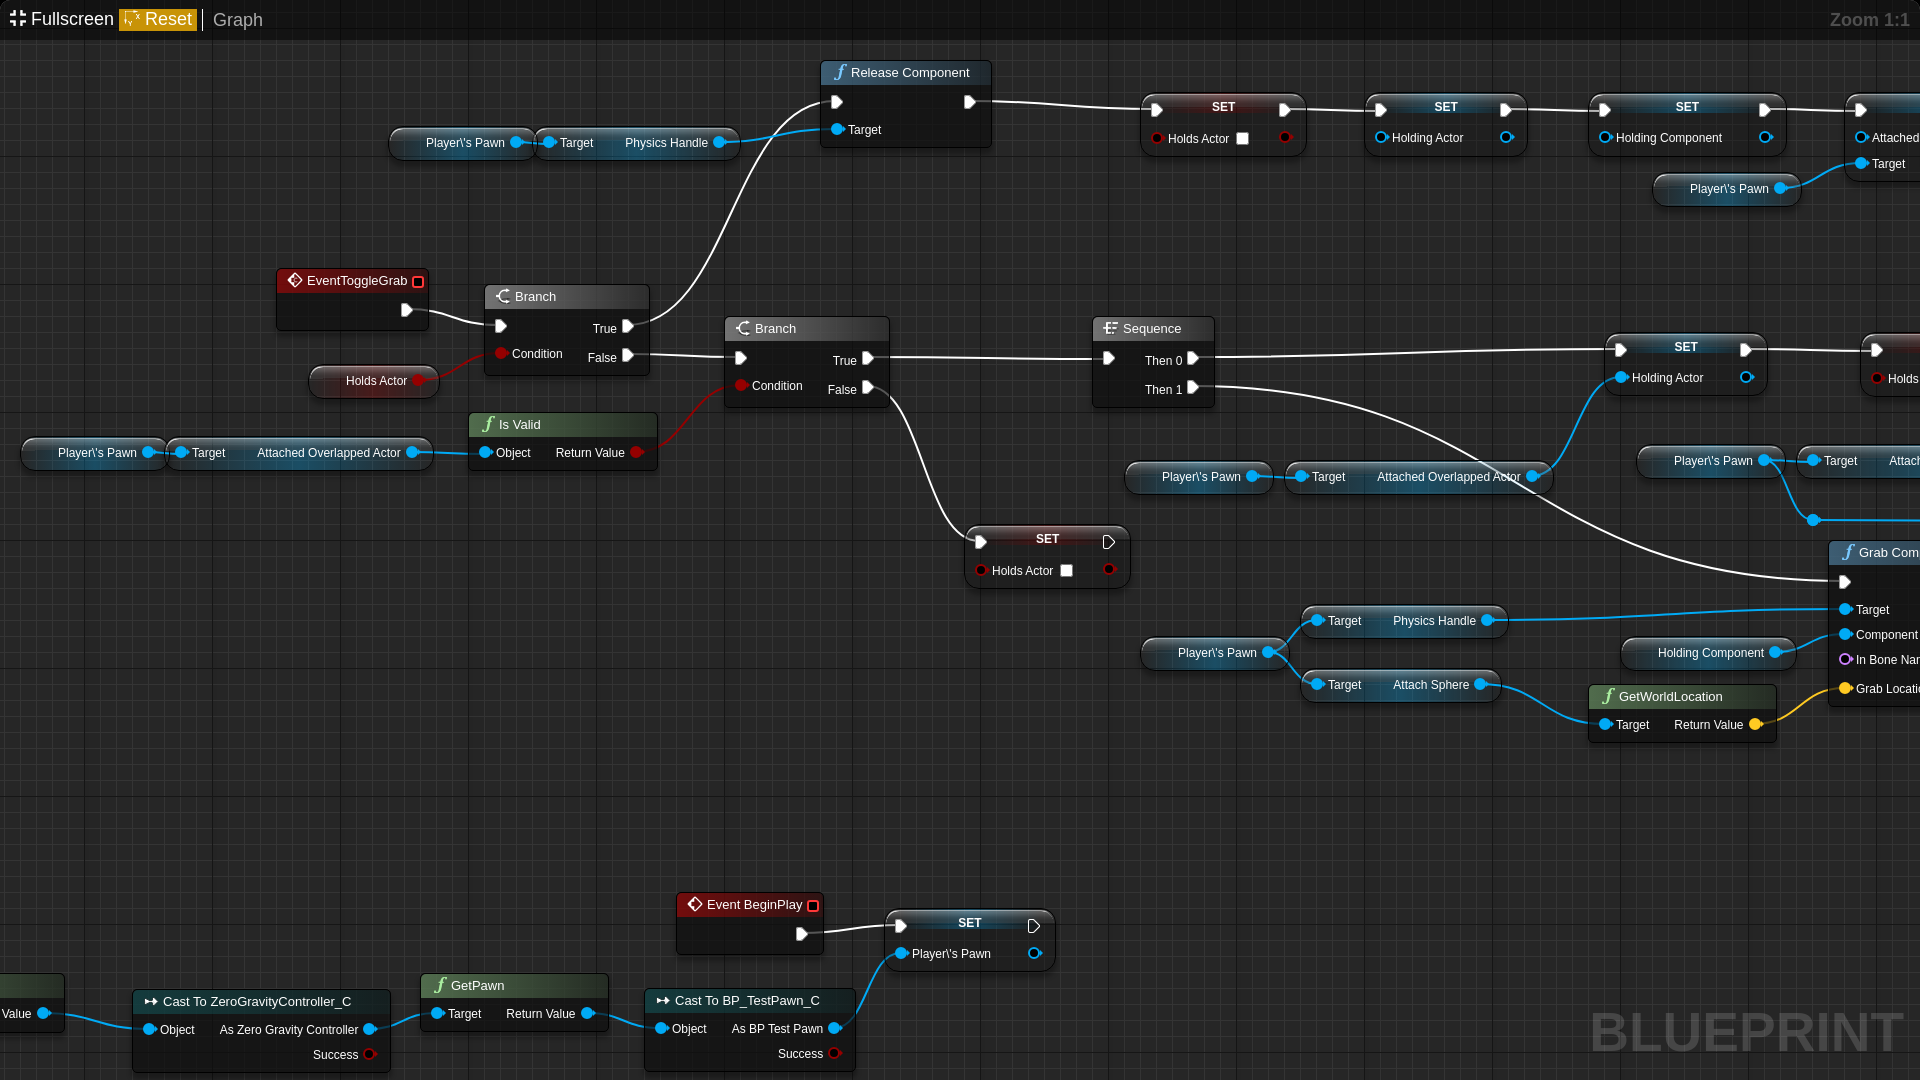 Fullscreen Reset Graph Zoom 1:1
Release Component
Target
Player\'s Pawn
Target Physics Handle
SET
Holds Actor
SET
Holding Actor
SET
Holding Component
Attached
Target
Player\'s Pawn
EventToggleGrab
Branch
True
Condition False
Holds Actor
Branch
True
Condition False
Sequence
Then 0
Then 1
SET
Holding Actor
Holds
Is Valid
Object Return Value
Player\'s Pawn
Target Attached Overlapped Actor
Player\'s Pawn
Target Attached Overlapped Actor
Player\'s Pawn
Target Attach
SET
Holds Actor
Grab Com
Target
Component
In Bone Nar
Grab Locatio
Player\'s Pawn
Target Physics Handle
Target Attach Sphere
Holding Component
GetWorldLocation
Target Return Value
Event BeginPlay
SET
Player\'s Pawn
Value
Cast To ZeroGravityController_C
Object As Zero Gravity Controller
Success
GetPawn
Target Return Value
Cast To BP_TestPawn_C
Object As BP Test Pawn
Success
BLUEPRINT